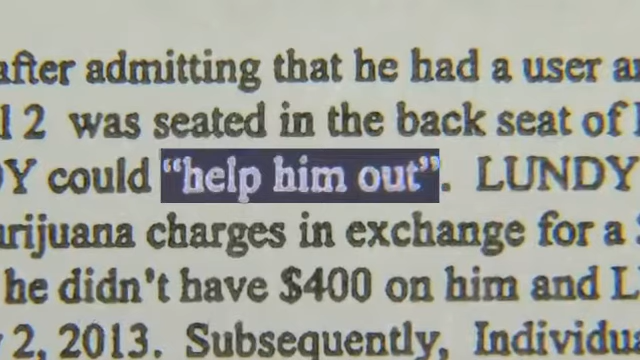 after admitting that he had a user
12 was seated in the back seat of
Y could “help him out”. LUNDY
marijuana charges in exchange for a
he didn't have $400 on him and
2, 2013. Subsequently, Individu